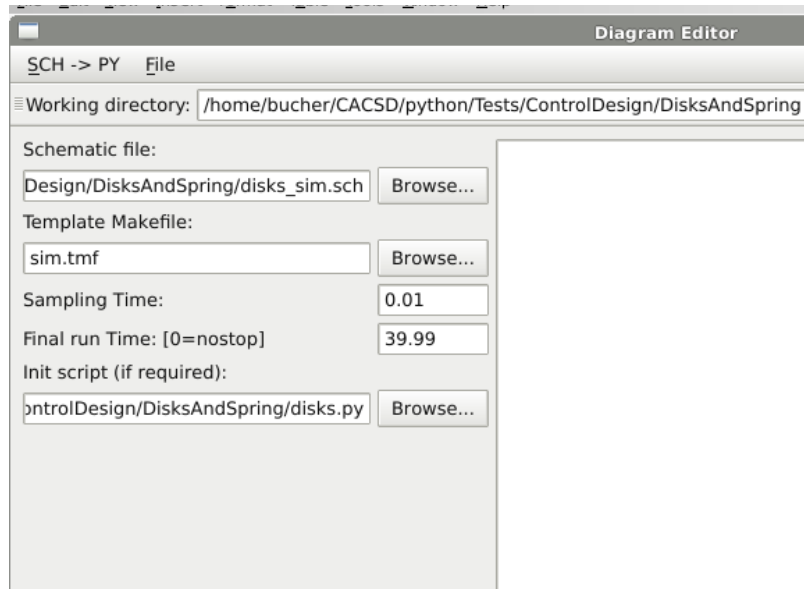 Diagram Editor
SCH -> PY File
Working directory: /home/bucher/CACSD/python/Tests/ControlDesign/DisksAndSpring
Schematic file:
Design/DisksAndSpring/disks_sim.sch Browse...
Template Makefile:
sim.tmf Browse...
Sampling Time: 0.01
Final run Time: [0=nostop] 39.99
Init script (if required):
ontrolDesign/DisksAndSpring/disks.py Browse...